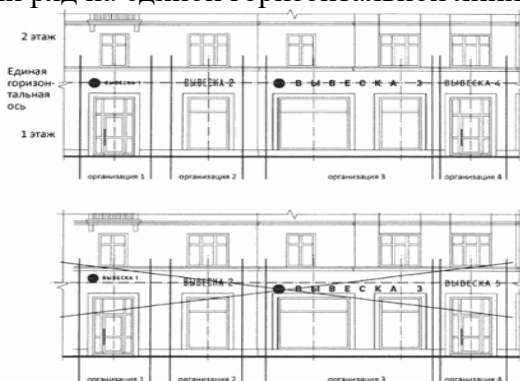 ряд на единой горизонтальной линии
2 этаж
Единая
горизон-
тальная
ось
1 этаж
ВЫВЕСКА 1
ВЫВЕСКА 2
ВЫВЕСКА 3
ВЫВЕСКА 4
организация 1
организация 2
организация 3
организация 4
ВЫВЕСКА 1
ВЫВЕСКА 2
ВЫВЕСКА 3
ВЫВЕСКА 5
организация 1
организация 2
организация 3
организация 4